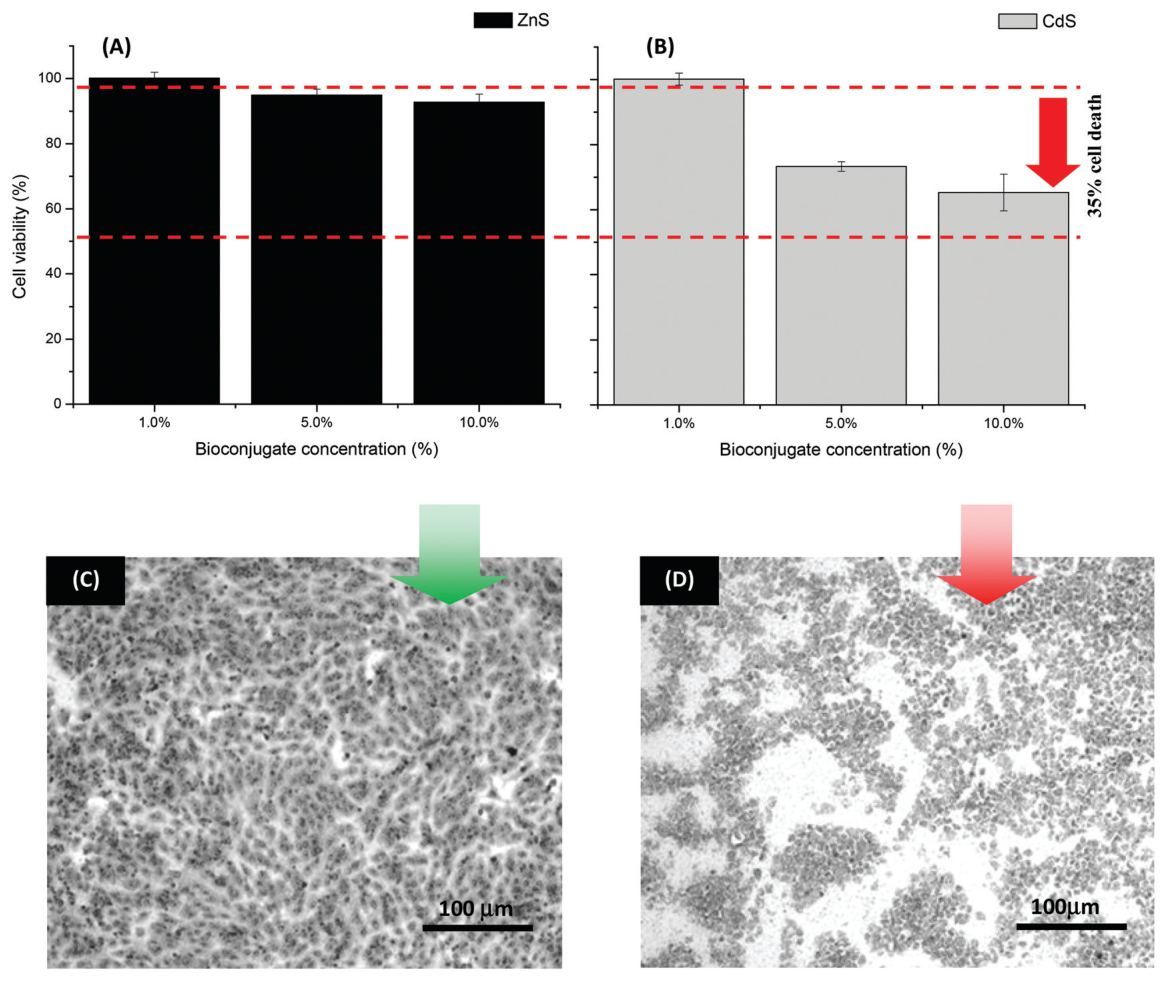 ZnS
CdS
(A)
(B)
100
80
60
40
20
0
Cell viability (%)
1.0%
5.0%
10.0%
Bioconjugate concentration (%)
1.0%
5.0%
10.0%
Bioconjugate concentration (%)
35% cell death
(C)
(D)
100 μm
100μm